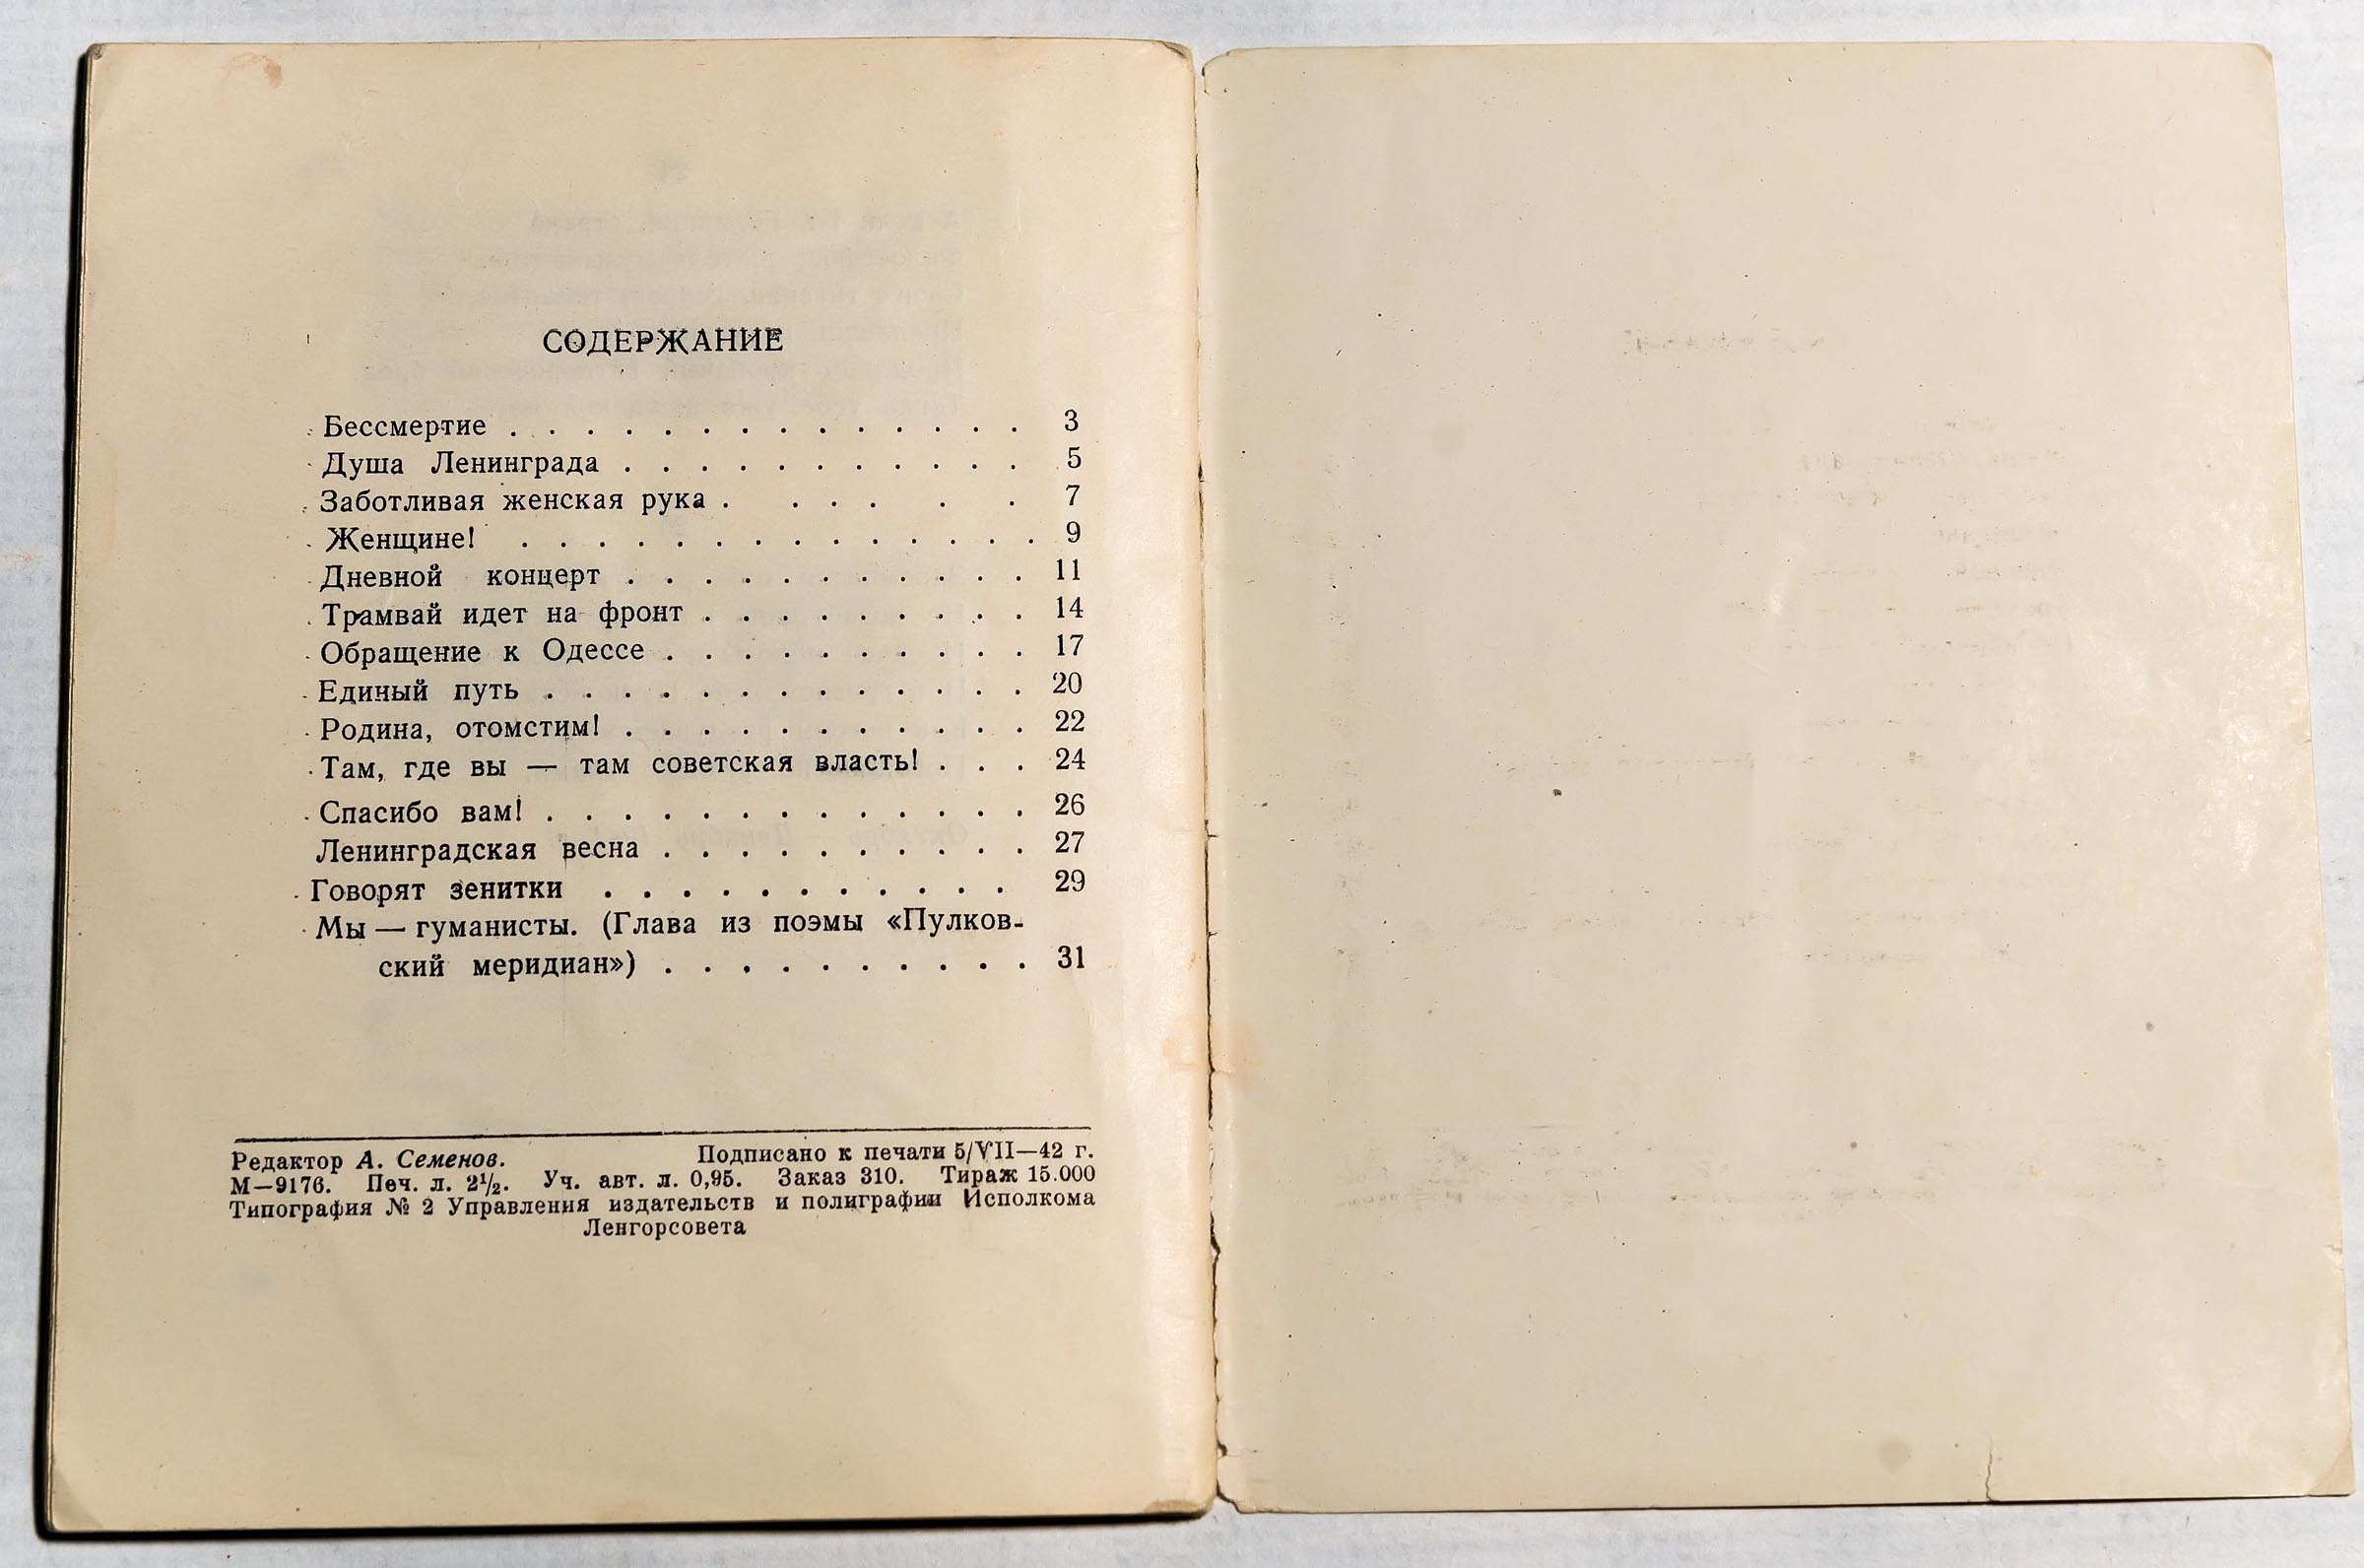 СОДЕРЖАНИЕ
Бессмертие . . . . . . . . . . . . . . 3
Душа Ленинграда . . . . . . . . . . . 5
Заботливая женская рука . . . . . . 7
Женщине! . . . . . . . . . . . . . . 9
Дневной концерт . . . . . . . . . . . 11
Трамвай идет на фронт . . . . . . . . . 14
Обращение к Одессе . . . . . . . . . . 17
Единый путь . . . . . . . . . . . . . 20
Родина, отомстим! . . . . . . . . . . . 22
Там, где вы — там советская власть! . . . 24
Спасибо вам! . . . . . . . . . . . . . 26
Ленинградская весна . . . . . . . . . . 27
Говорят зенитки . . . . . . . . . . . 29
Мы — гуманисты. (Глава из поэмы «Пулков-
ский меридиан») . . . . . . . . . . 31
Редактор А. Семенов. Подписано к печати 5/VII—42 г.
М—9176. Печ. л. 2½. Уч. авт. л. 0,95. Заказ 310. Тираж 15.000
Типография № 2 Управления издательств и полиграфии Исполкома
Ленгорсовета